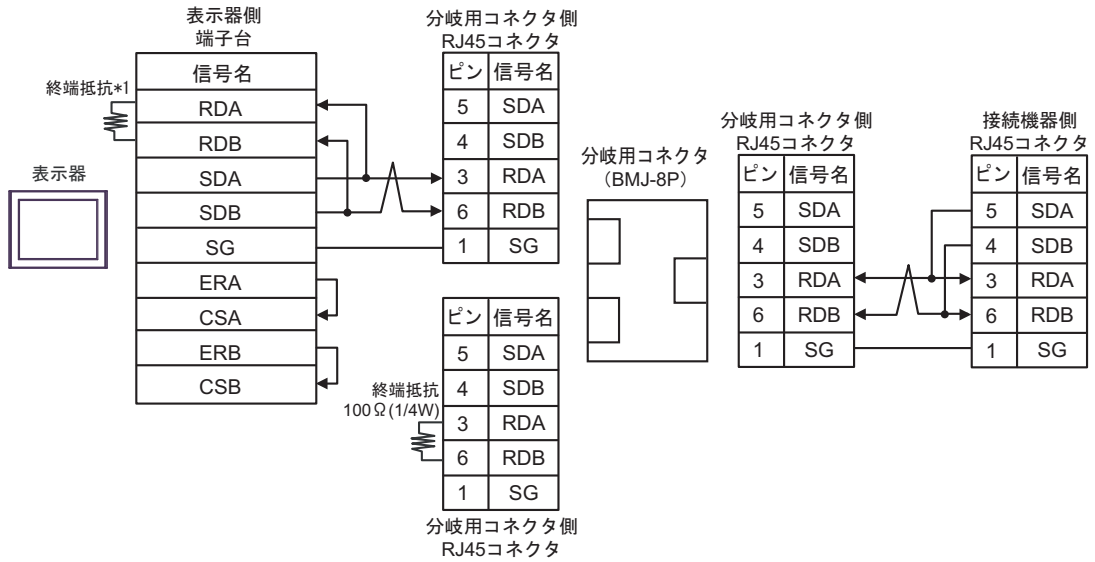 表示器側
端子台
信号名
RDA
RDB
SDA
SDB
SG
ERA
CSA
ERB
CSB
終端抵抗*1
表示器
分岐用コネクタ側
RJ45コネクタ
ピン 信号名
5 SDA
4 SDB
3 RDA
6 RDB
1 SG
ピン 信号名
5 SDA
4 SDB
3 RDA
6 RDB
1 SG
終端抵抗
100Ω(1/4W)
分岐用コネクタ側
RJ45コネクタ
分岐用コネクタ
（BMJ-8P）
分岐用コネクタ側
RJ45コネクタ
ピン 信号名
5 SDA
4 SDB
3 RDA
6 RDB
1 SG
接続機器側
RJ45コネクタ
ピン 信号名
5 SDA
4 SDB
3 RDA
6 RDB
1 SG